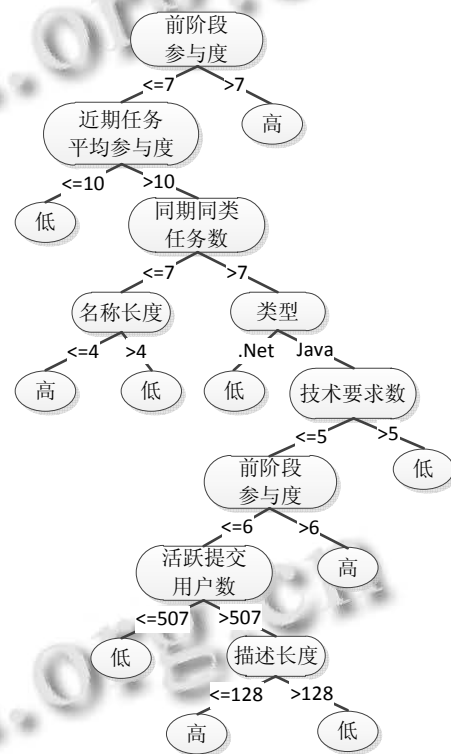 前阶段
参与度
<=7
>7
近期任务
平均参与度
高
<=10
>10
低
同期同类
任务数
<=7
>7
名称长度
类型
<=4
>4
.Net
Java
高
低
低
技术要求数
<=5
>5
前阶段
参与度
低
<=6
>6
活跃提交
用户数
高
<=507
>507
低
描述长度
<=128
>128
高
低